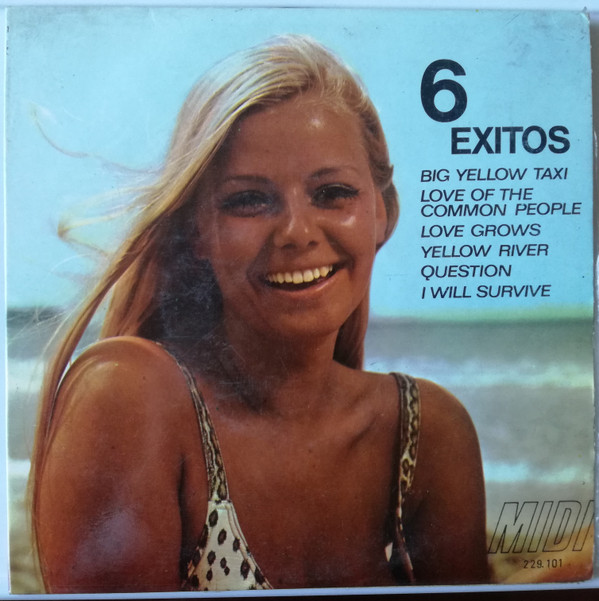 6
EXITOS
BIG YELLOW TAXI
LOVE OF THE
COMMON PEOPLE
LOVE GROWS
YELLOW RIVER
QUESTION
I WILL SURVIVE
MIDI
229.101